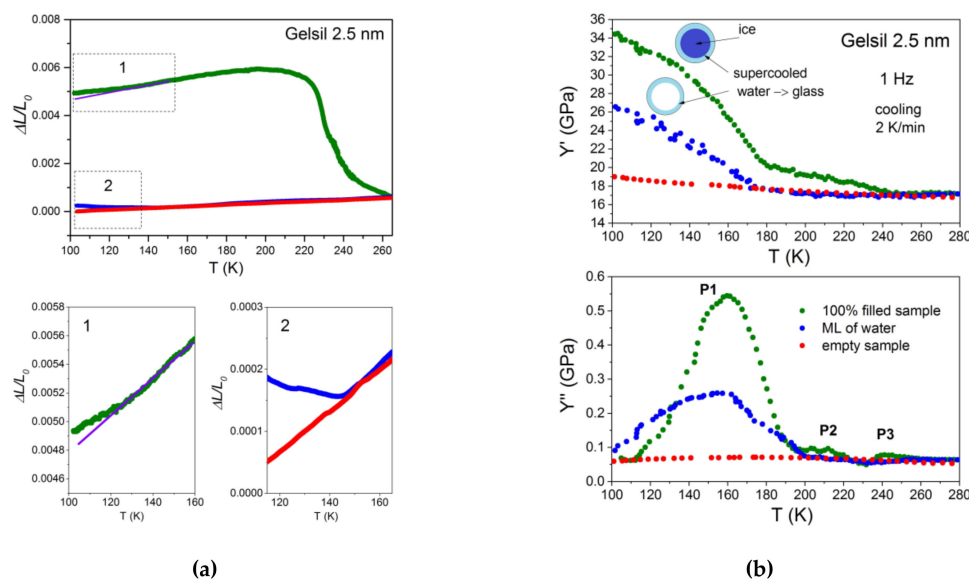 Gelsil 2.5 nm
0.008
0.006
0.004
0.002
0.000
ΔL/L0
1
2
100 120 140 160 180 200 220 240 260
T (K)
1
0.0058
0.0056
0.0054
0.0052
0.0050
0.0048
0.0046
ΔL/L0
100 120 140 160
T (K)
2
0.0003
0.0002
0.0001
0.0000
ΔL/L0
120 140 160
T (K)
(a)
36
34
32
30
28
26
24
22
20
18
16
14
Y' (GPa)
ice
supercooled
water -> glass
Gelsil 2.5 nm
1 Hz
cooling
2 K/min
100 120 140 160 180 200 220 240 260 280
T (K)
0.6
0.5
0.4
0.3
0.2
0.1
0.0
Y'' (GPa)
P1
P2
P3
100% filled sample
ML of water
empty sample
100 120 140 160 180 200 220 240 260 280
T (K)
(b)